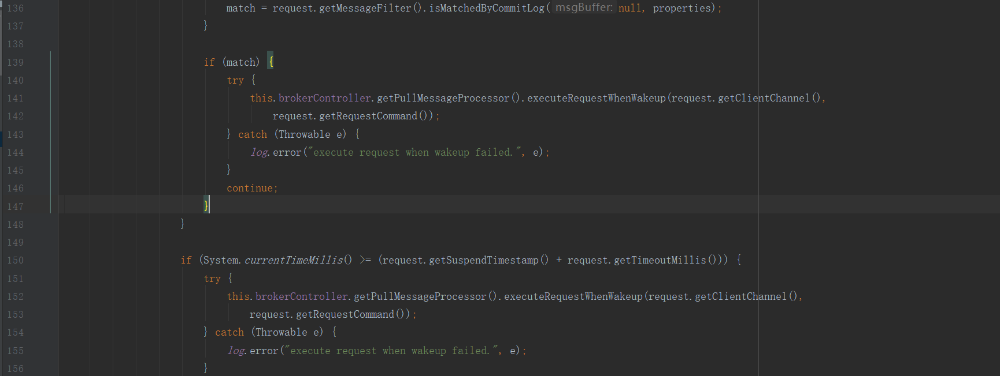 136 match = request.getMessageFilter().isMatchedByCommitLog( msgBuffer: null, properties);
137 }
138
139 if (match) {
140 try {
141 this.brokerController.getPullMessageProcessor().executeRequestWhenWakeup(request.getClientChannel(),
142 request.getRequestCommand());
143 } catch (Throwable e) {
144 log.error("execute request when wakeup failed.", e);
145 }
146 continue;
147 }
148 }
149
150 if (System.currentTimeMillis() >= (request.getSuspendTimestamp() + request.getTimeoutMillis())) {
151 try {
152 this.brokerController.getPullMessageProcessor().executeRequestWhenWakeup(request.getClientChannel(),
153 request.getRequestCommand());
154 } catch (Throwable e) {
155 log.error("execute request when wakeup failed.", e);
156 }